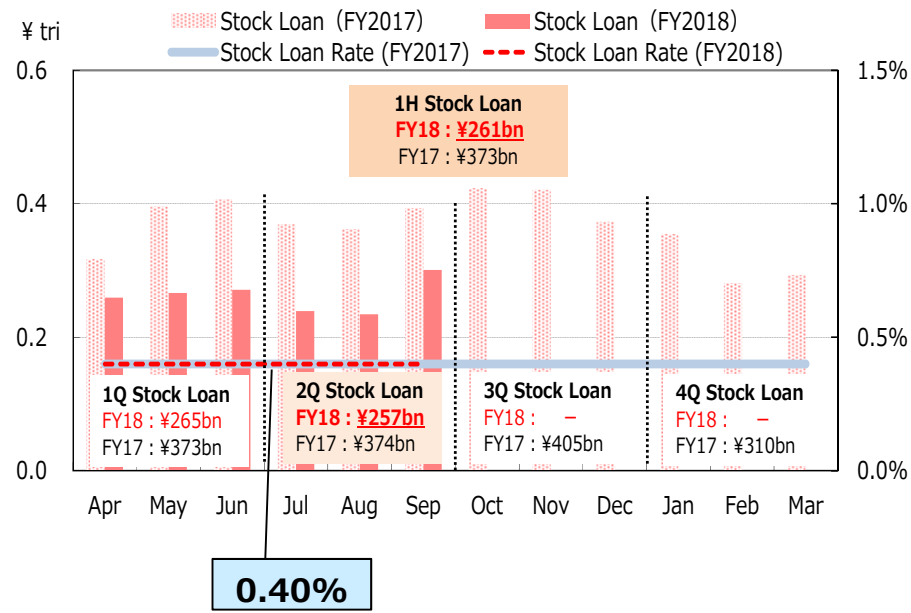 ¥ tri
Stock Loan (FY2017)
Stock Loan (FY2018)
Stock Loan Rate (FY2017)
Stock Loan Rate (FY2018)
0.6
0.4
0.2
0.0
1.5%
1.0%
0.5%
0.0%
1H Stock Loan
FY18 : ¥261bn
FY17 : ¥373bn
1Q Stock Loan
FY18 : ¥265bn
FY17 : ¥373bn
2Q Stock Loan
FY18 : ¥257bn
FY17 : ¥374bn
3Q Stock Loan
FY18 : –
FY17 : ¥405bn
4Q Stock Loan
FY18 : –
FY17 : ¥310bn
Apr May Jun Jul Aug Sep Oct Nov Dec Jan Feb Mar
0.40%